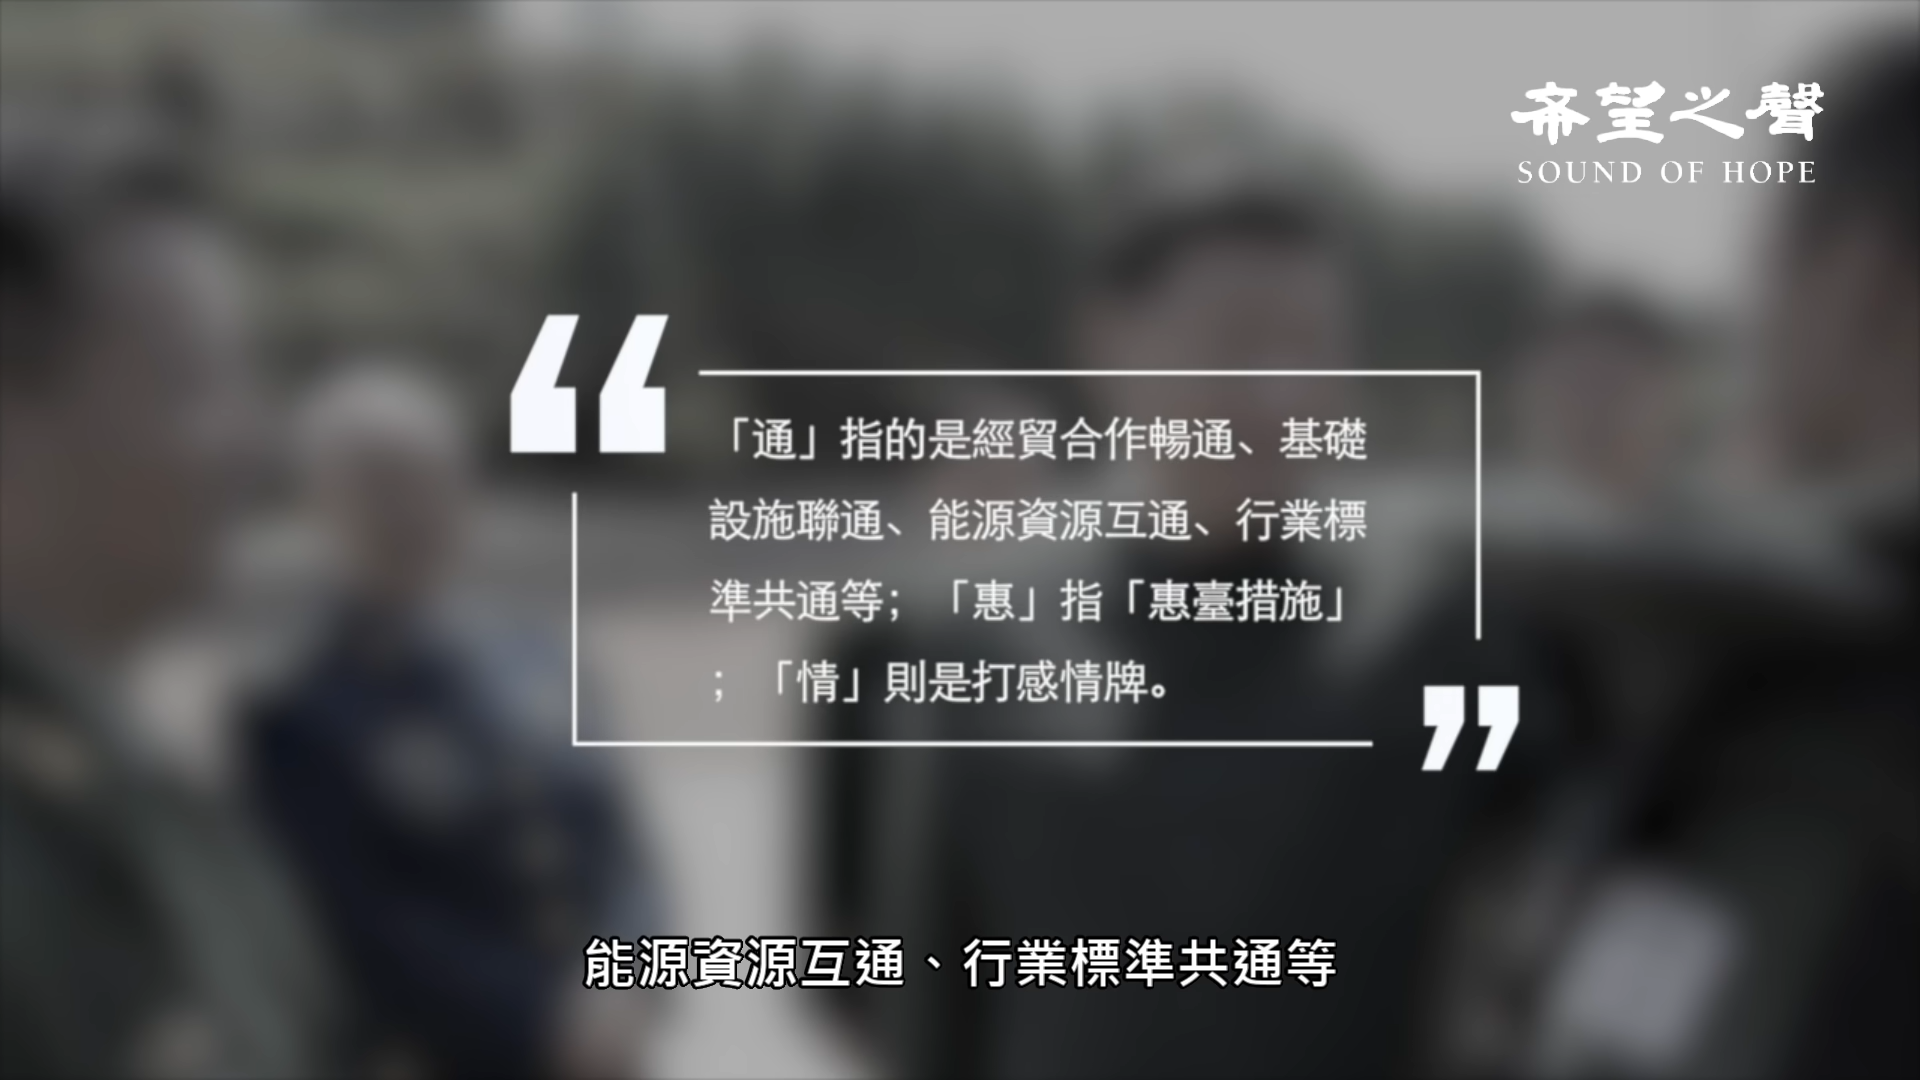 希望之聲
SOUND OF HOPE
「通」指的是經貿合作暢通、基礎
設施聯通、能源資源互通、行業標
準共通等；「惠」指「惠臺措施」
；「情」則是打感情牌。
能源資源互通、行業標準共通等